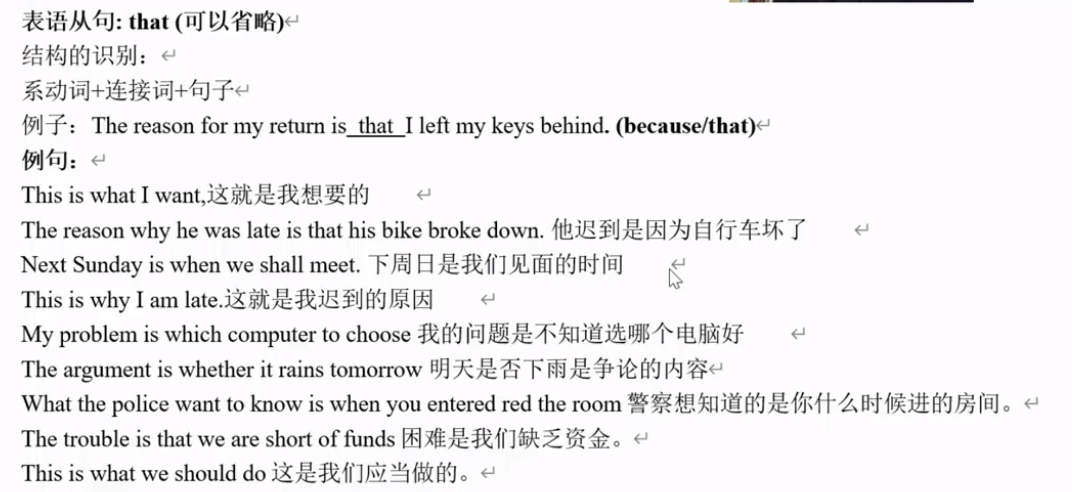 表语从句: that (可以省略)↵
结构的识别：↵
系动词+连接词+句子↵
例子：The reason for my return is_that_I left my keys behind. (because/that)↵
例句：↵
This is what I want,这就是我想要的 ↵
The reason why he was late is that his bike broke down. 他迟到是因为自行车坏了 ↵
Next Sunday is when we shall meet. 下周日是我们见面的时间 ↵
This is why I am late.这就是我迟到的原因 ↵
My problem is which computer to choose 我的问题是不知道选哪个电脑好 ↵
The argument is whether it rains tomorrow 明天是否下雨是争论的内容↵
What the police want to know is when you entered red the room 警察想知道的是你什么时候进的房间。↵
The trouble is that we are short of funds 困难是我们缺乏资金。↵
This is what we should do 这是我们应当做的。↵